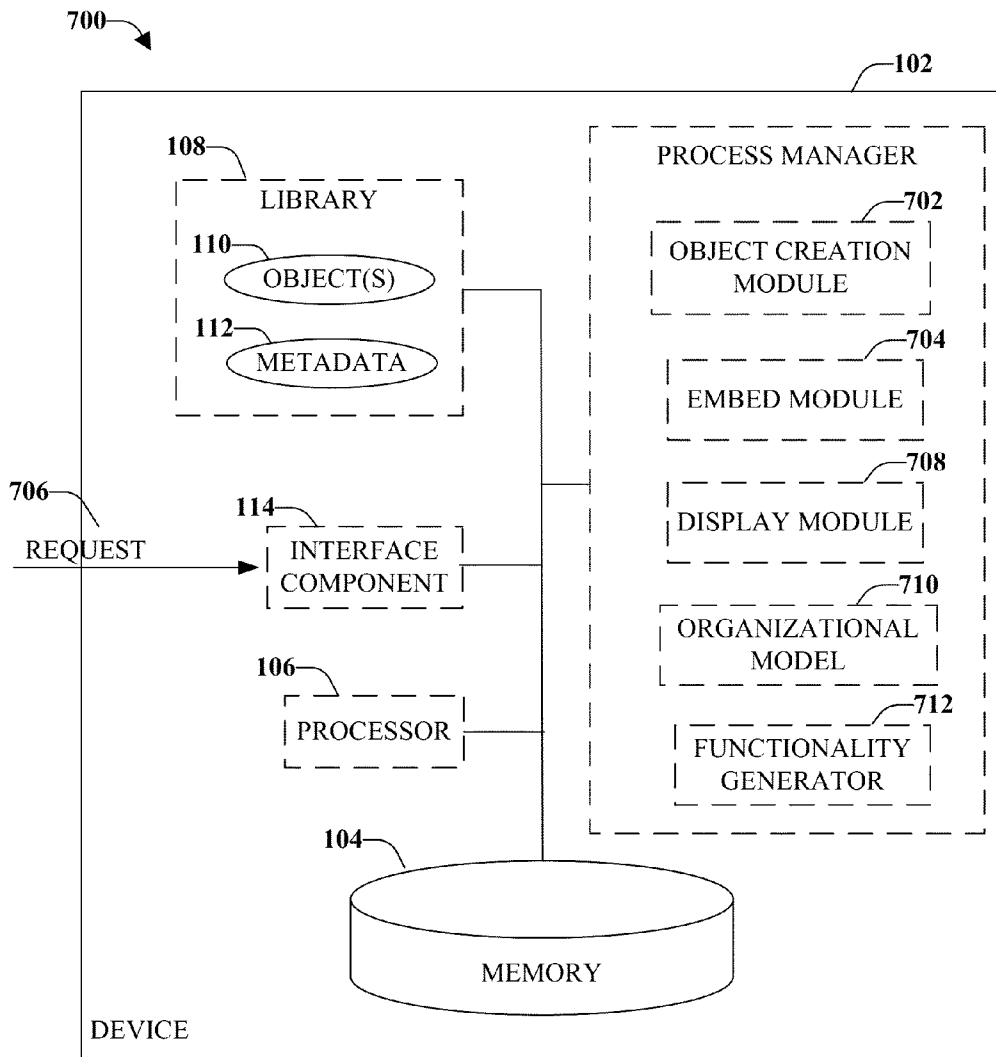 700
102
108
LIBRARY
110
OBJECT(S)
112
METADATA
PROCESS MANAGER
702
OBJECT CREATION
MODULE
704
EMBED MODULE
708
DISPLAY MODULE
710
ORGANIZATIONAL
MODEL
712
FUNCTIONALITY
GENERATOR
706
REQUEST
114
INTERFACE
COMPONENT
106
PROCESSOR
104
MEMORY
DEVICE